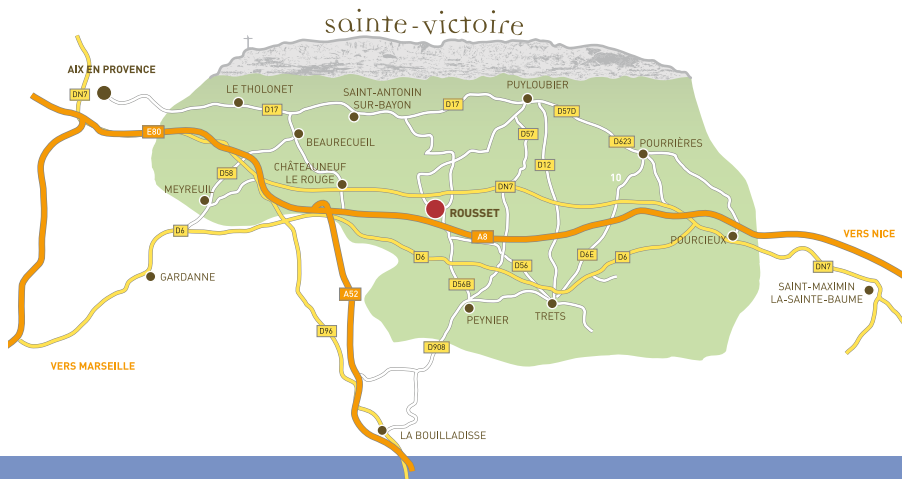 sainte-victoire
AIX EN PROVENCE
DN7
LE THOLONET
D17
SAINT-ANTONIN
SUR-BAYON
D17
PUYLOUBIER
D57D
E80
BEAURECUEIL
D57
D623
POURRIÈRES
D58
CHÂTEAUNEUF
LE ROUGE
D12
10
MEYREUIL
DN7
ROUSSET
D6
A8
POURCIEUX
VERS NICE
D6
D56
D6E
D6
DN7
GARDANNE
A52
D56B
SAINT-MAXIMIN
LA-SAINTE-BAUME
PEYNIER
TRETS
D96
D908
VERS MARSEILLE
LA BOUILLADISSE